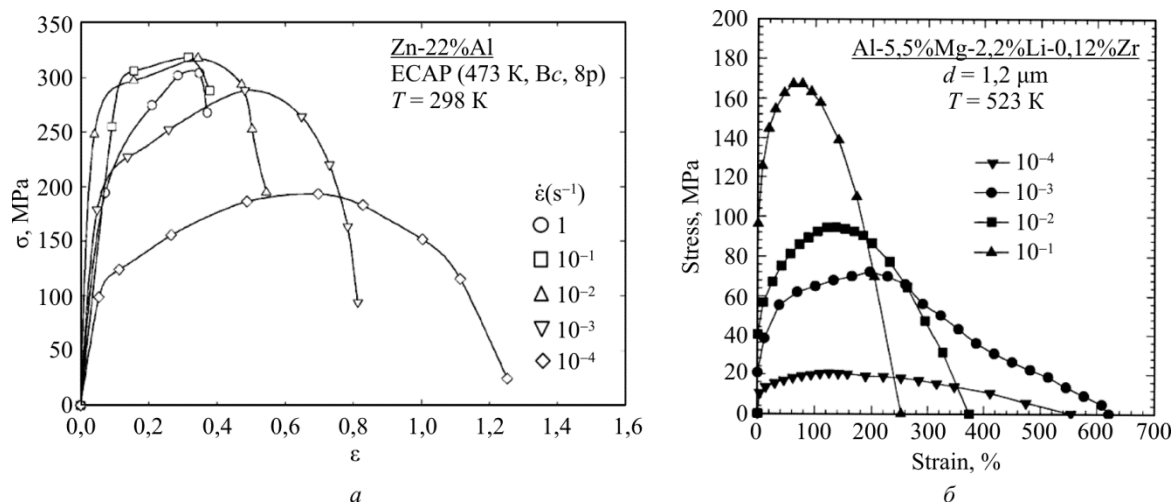 350
300
250
200
150
100
50
0
σ, MPa
0,0 0,2 0,4 0,6 0,8 1,0 1,2 1,4 1,6
ε
Zn-22%Al
ECAP (473 К, Вс, 8р)
T = 298 К
ε̇(s⁻¹)
1
10⁻¹
10⁻²
10⁻³
10⁻⁴
а
200
180
160
140
120
100
80
60
40
20
0
Stress, MPa
0 100 200 300 400 500 600 700
Strain, %
Al-5,5%Mg-2,2%Li-0,12%Zr
d = 1,2 μm
T = 523 K
10⁻⁴
10⁻³
10⁻²
10⁻¹
б